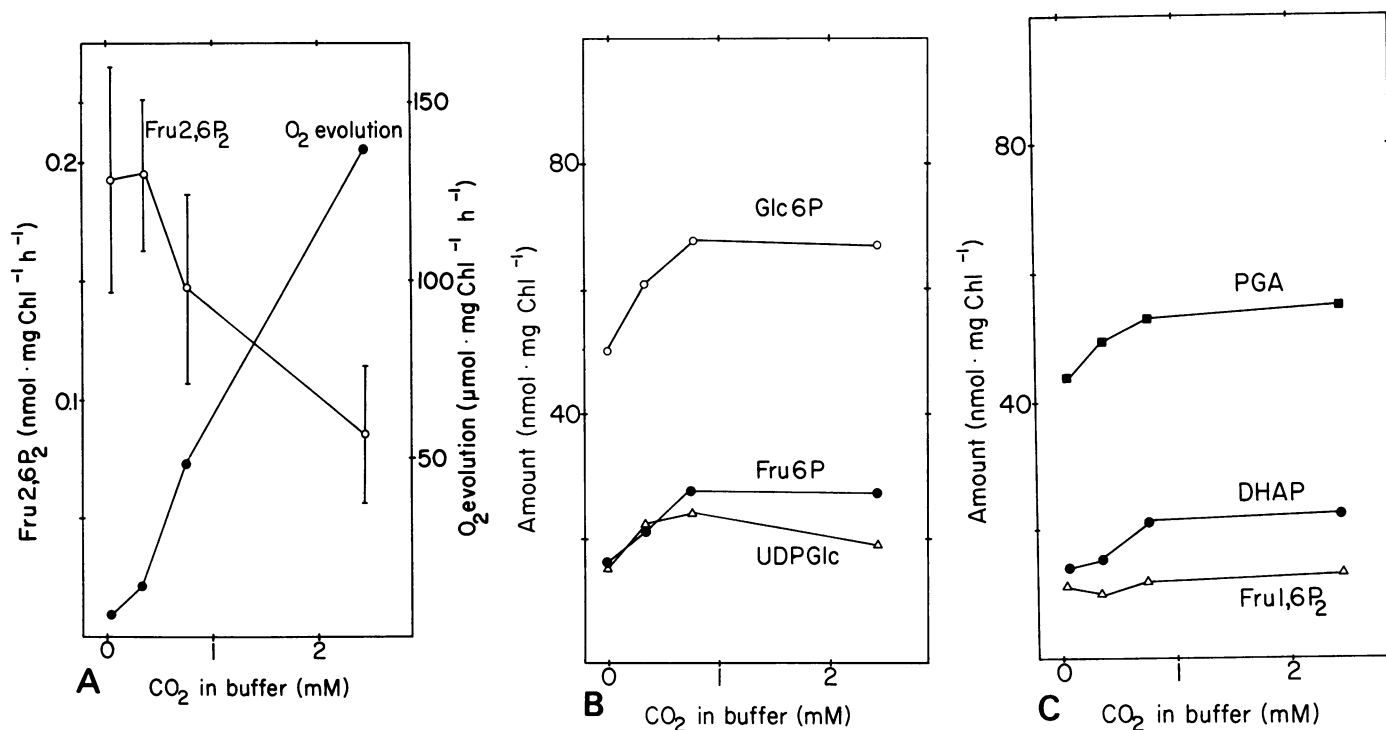 Fru2,6P₂ (nmol · mg Chl⁻¹ h⁻¹)
0.2
0.1
Fru2,6P₂
O₂ evolution
150
100
50
O₂ evolution (µmol · mg Chl⁻¹ h⁻¹)
0 1 2
A
CO₂ in buffer (mM)
Amount (nmol · mg Chl⁻¹)
80
40
Glc6P
Fru6P
UDPGlc
0 1 2
B
CO₂ in buffer (mM)
Amount (nmol · mg Chl⁻¹)
80
40
PGA
DHAP
Fru1,6P₂
0 1 2
C
CO₂ in buffer (mM)